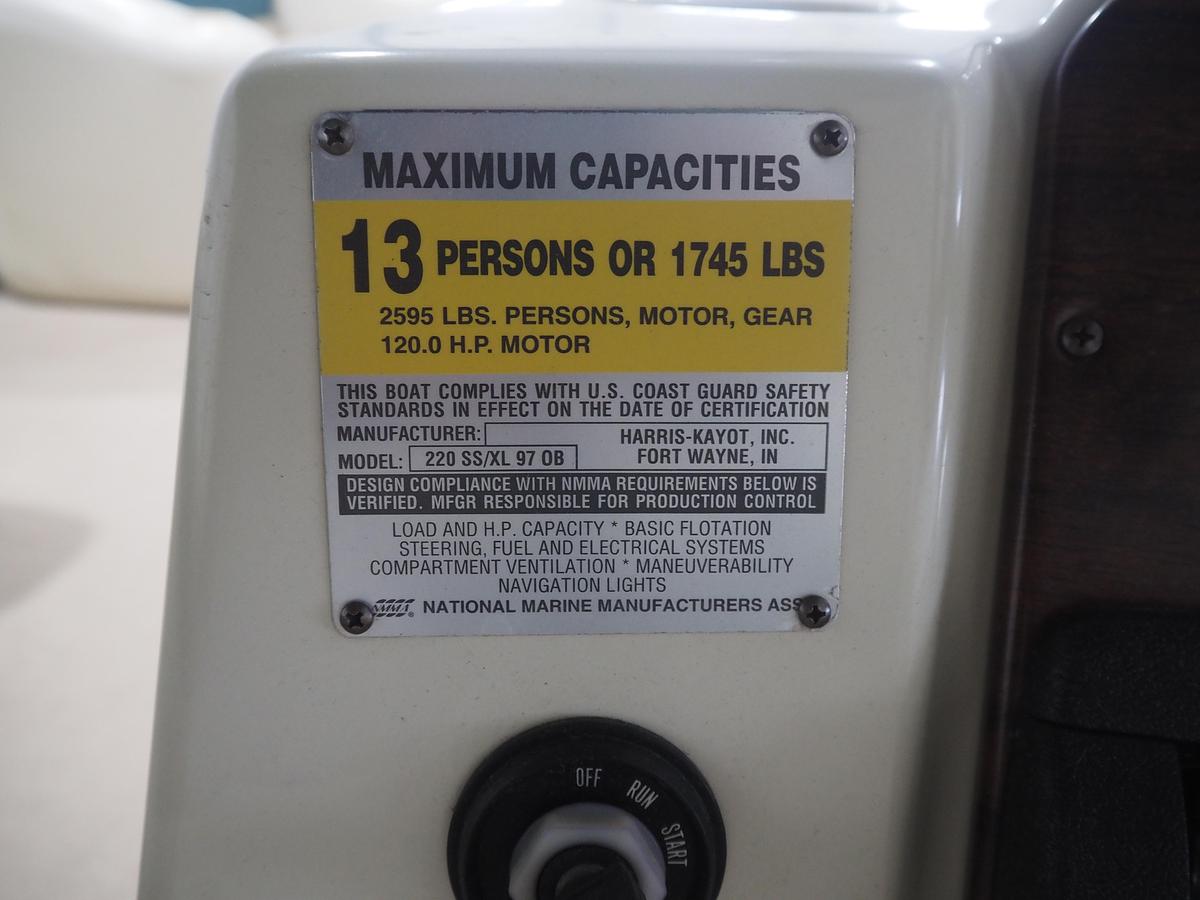 MAXIMUM CAPACITIES
13 PERSONS OR 1745 LBS
2595 LBS. PERSONS, MOTOR, GEAR
120.0 H.P. MOTOR
THIS BOAT COMPLIES WITH U.S. COAST GUARD SAFETY
STANDARDS IN EFFECT ON THE DATE OF CERTIFICATION
MANUFACTURER: HARRIS-KAYOT, INC.
MODEL: 220 SS/XL 97 OB FORT WAYNE, IN
DESIGN COMPLIANCE WITH NMMA REQUIREMENTS BELOW IS
VERIFIED. MFGR RESPONSIBLE FOR PRODUCTION CONTROL
LOAD AND H.P. CAPACITY * BASIC FLOTATION
STEERING, FUEL AND ELECTRICAL SYSTEMS
COMPARTMENT VENTILATION * MANEUVERABILITY
NAVIGATION LIGHTS
NMMA® NATIONAL MARINE MANUFACTURERS ASS
OFF RUN START